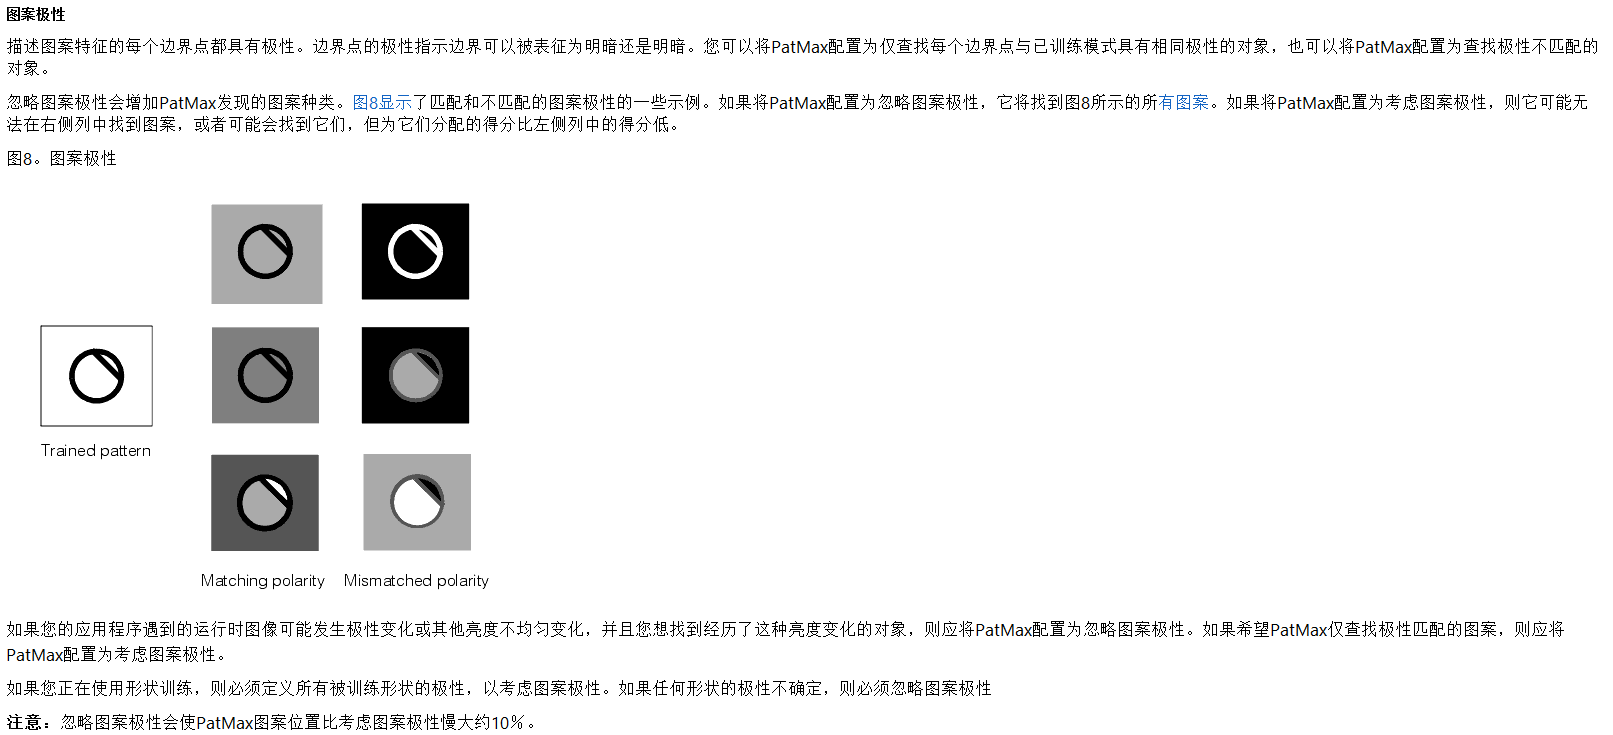 图案极性
描述图案特征的每个边界点都具有极性。边界点的极性指示边界可以被表征为明暗还是明暗。您可以将PatMax配置为仅查找每个边界点与已训练模式具有相同极性的对象，也可以将PatMax配置为查找极性不匹配的
对象。
忽略图案极性会增加PatMax发现的图案种类。图8显示了匹配和不匹配的图案极性的一些示例。如果将PatMax配置为忽略图案极性，它将找到图8所示的所有图案。如果将PatMax配置为考虑图案极性，则它可能无
法在右侧列中找到图案，或者可能会找到它们，但为它们分配的得分比左侧列中的得分低。
图8。图案极性
Trained pattern
Matching polarity
Mismatched polarity
如果您的应用程序遇到的运行时图像可能发生极性变化或其他亮度不均匀变化，并且您想找到经历了这种亮度变化的对象，则应将PatMax配置为忽略图案极性。如果希望PatMax仅查找极性匹配的图案，则应将
PatMax配置为考虑图案极性。
如果您正在使用形状训练，则必须定义所有被训练形状的极性，以考虑图案极性。如果任何形状的极性不确定，则必须忽略图案极性
注意：忽略图案极性会使PatMax图案位置比考虑图案极性慢大约10％。